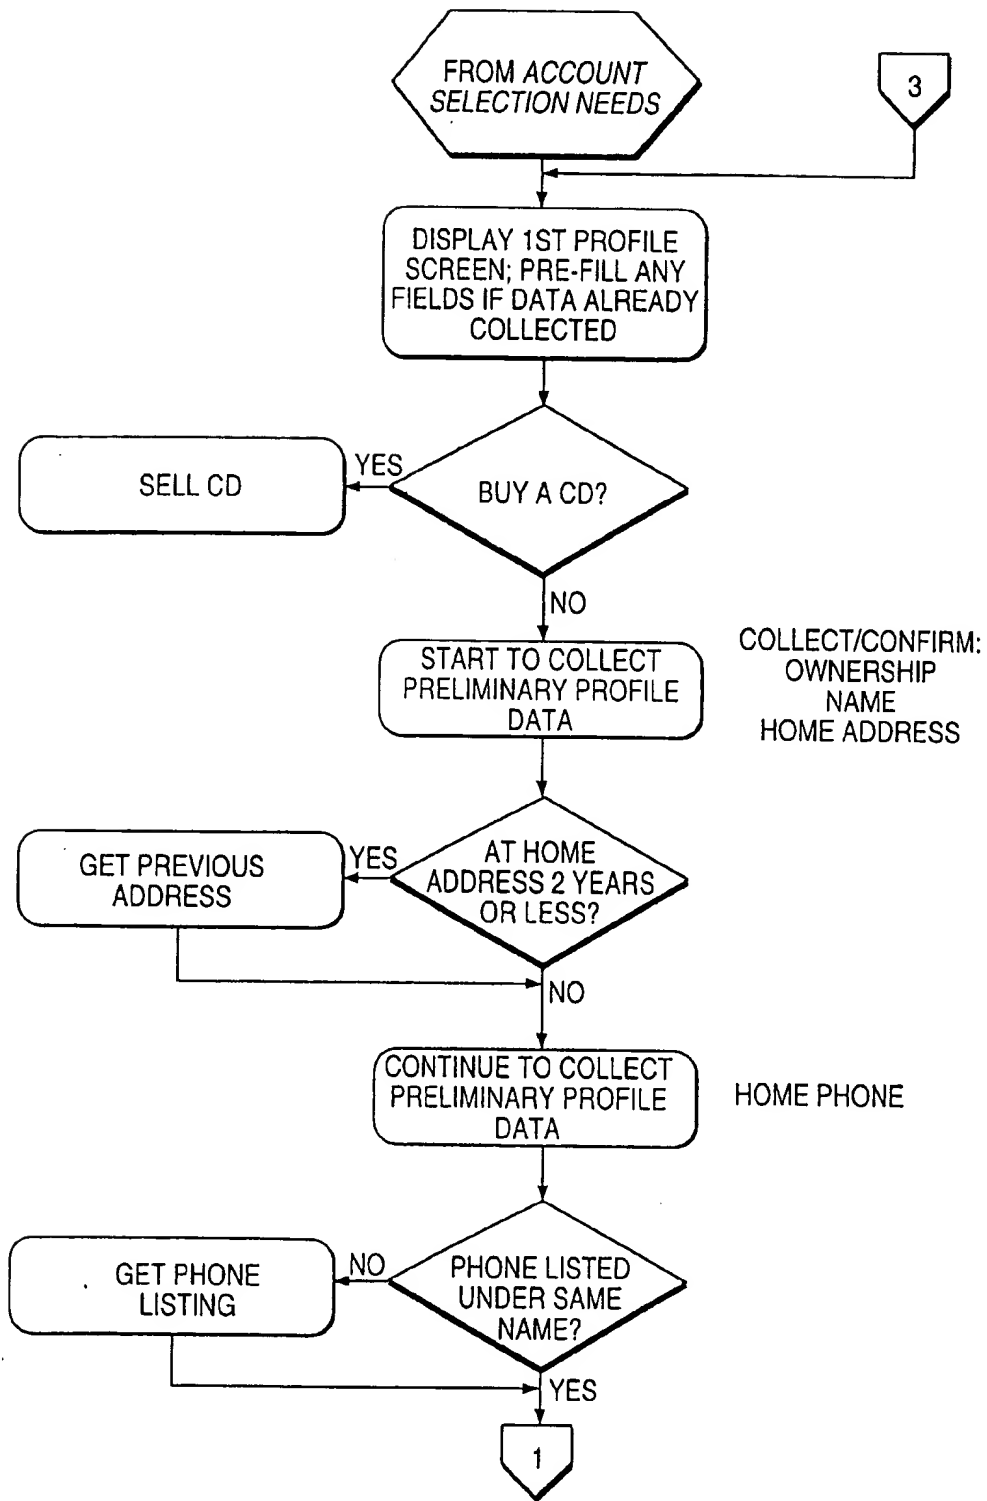 FROM ACCOUNT
SELECTION NEEDS
3
DISPLAY 1ST PROFILE
SCREEN; PRE-FILL ANY
FIELDS IF DATA ALREADY
COLLECTED
YES
SELL CD
BUY A CD?
NO
START TO COLLECT
PRELIMINARY PROFILE
DATA
COLLECT/CONFIRM:
OWNERSHIP
NAME
HOME ADDRESS
GET PREVIOUS
ADDRESS
YES
AT HOME
ADDRESS 2 YEARS
OR LESS?
NO
CONTINUE TO COLLECT
PRELIMINARY PROFILE
DATA
HOME PHONE
GET PHONE
LISTING
NO
PHONE LISTED
UNDER SAME
NAME?
YES
1